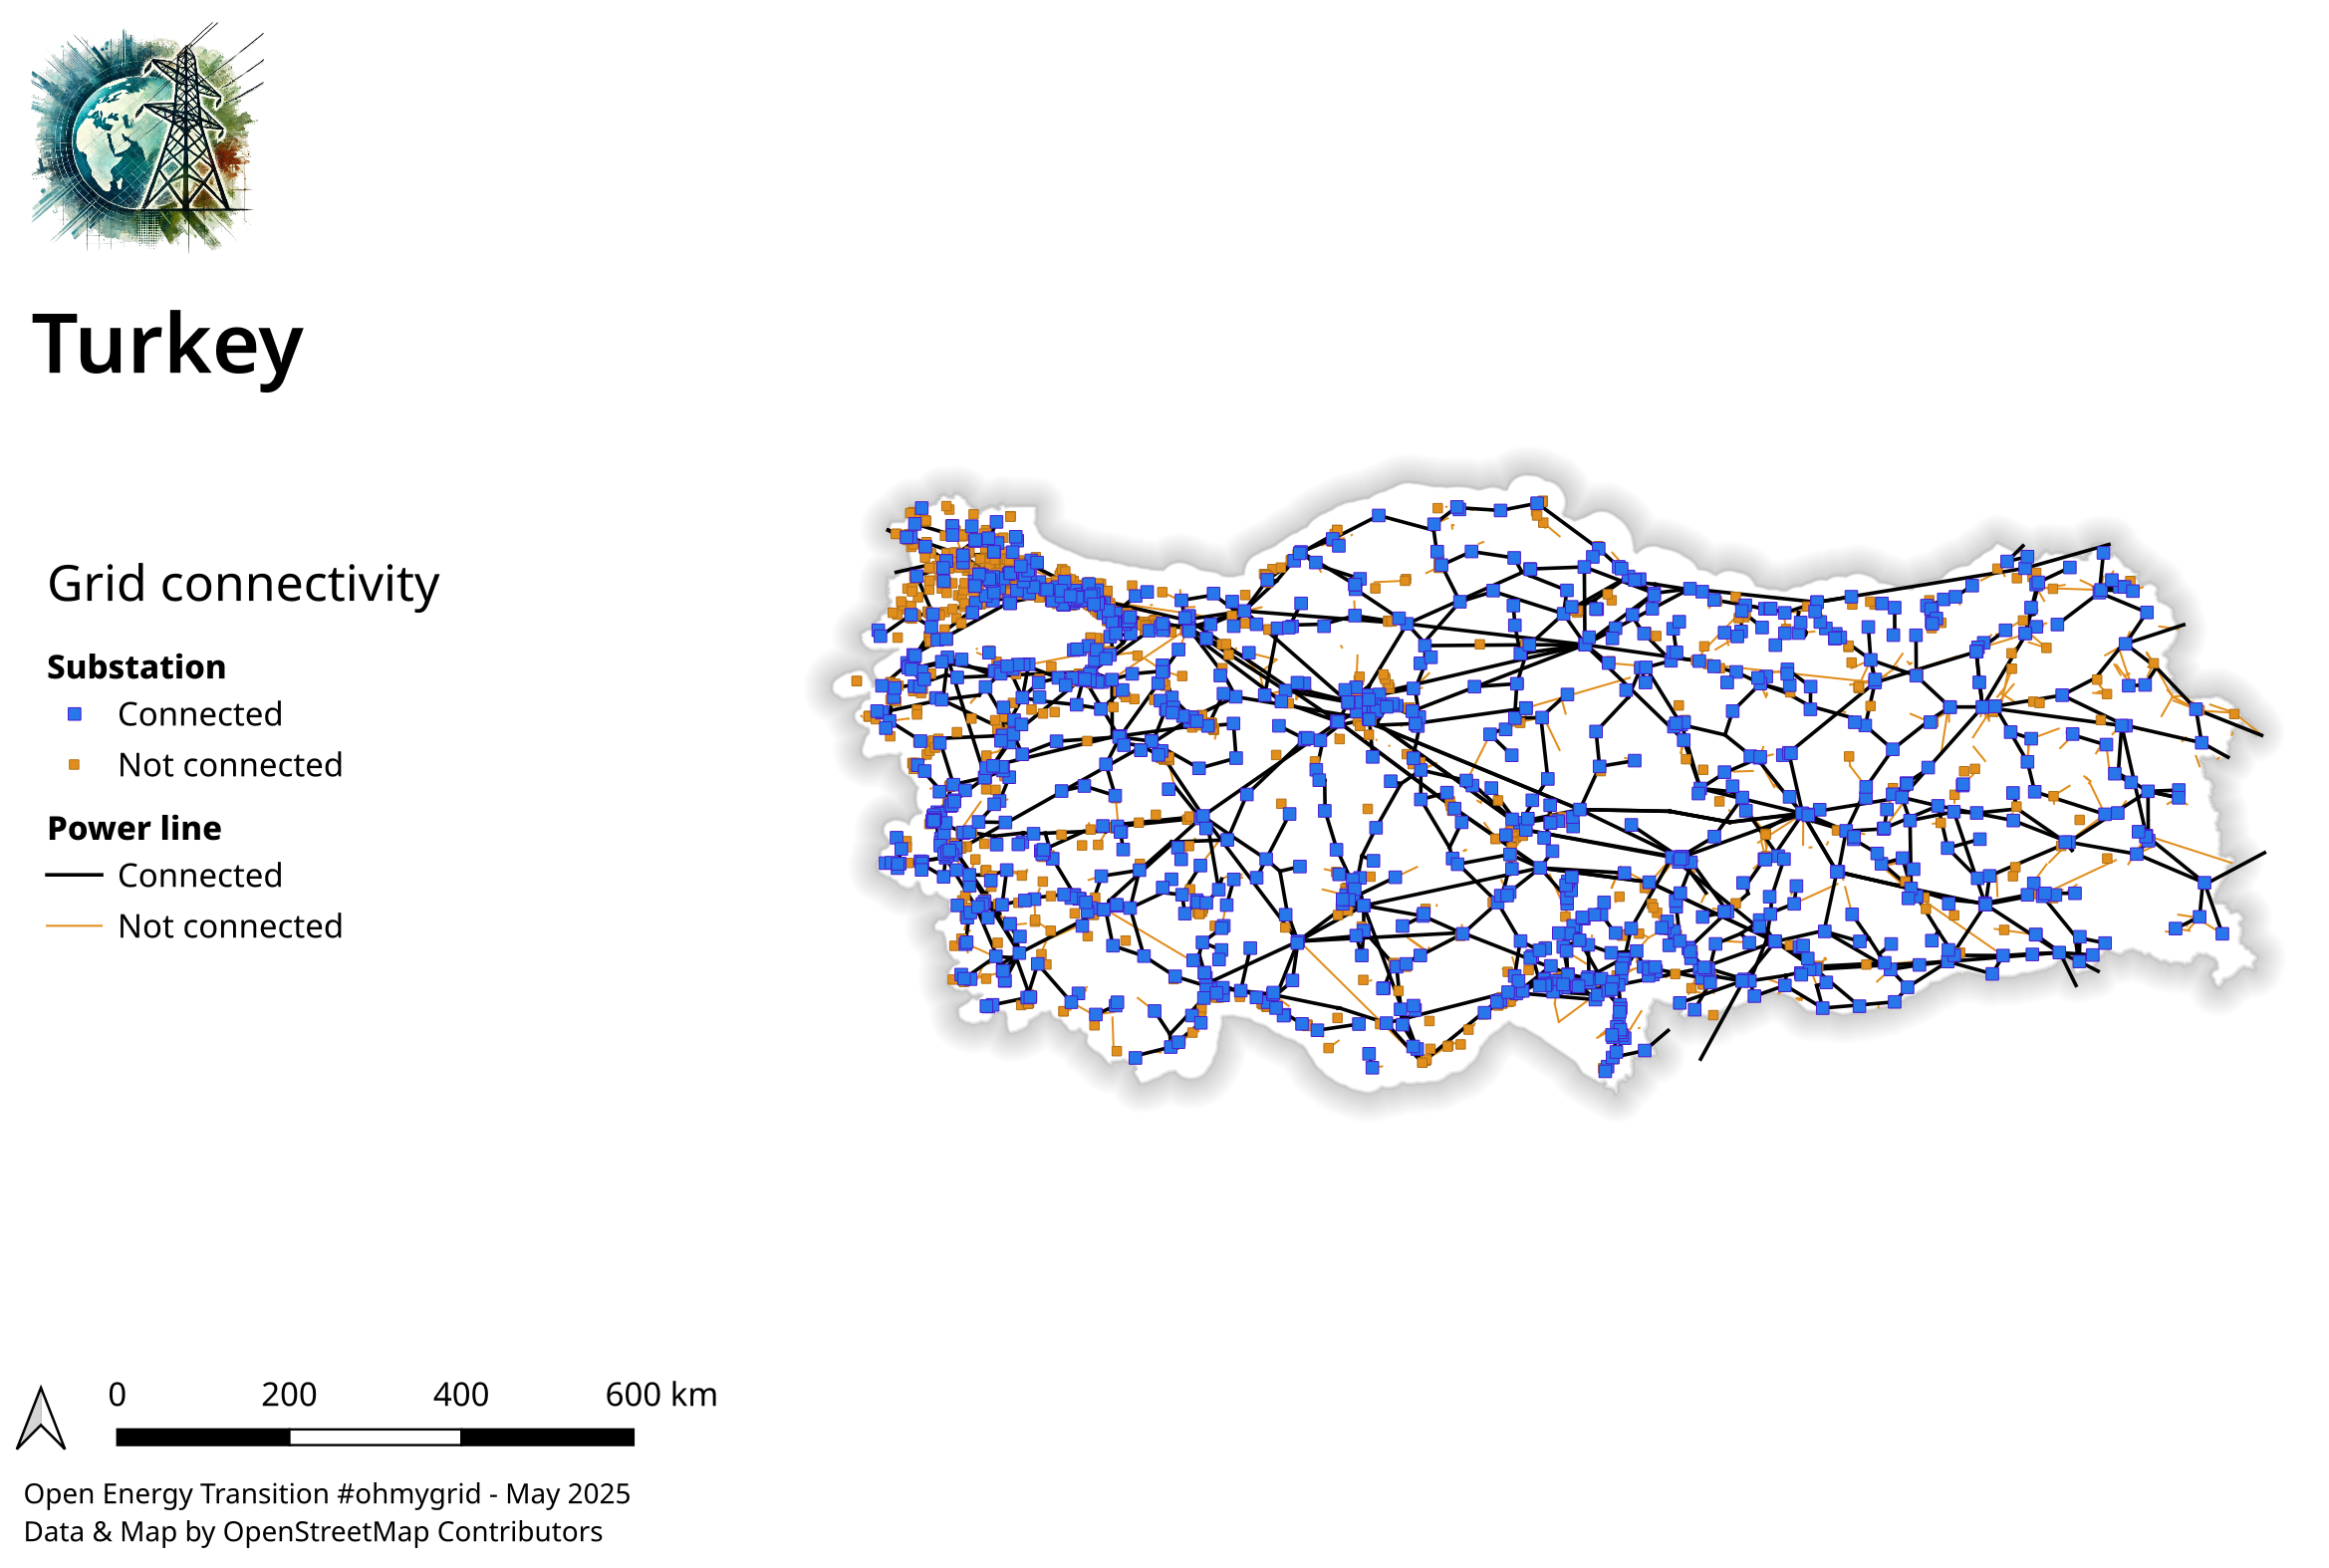 Turkey
Grid connectivity
Substation
Connected
Not connected
Power line
Connected
Not connected
0 200 400 600 km
Open Energy Transition #ohmygrid - May 2025
Data & Map by OpenStreetMap Contributors